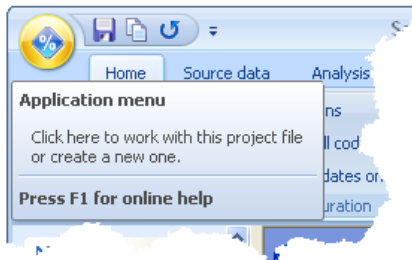 %
Home Source data Analysis
Application menu
Click here to work with this project file
or create a new one.
Press F1 for online help